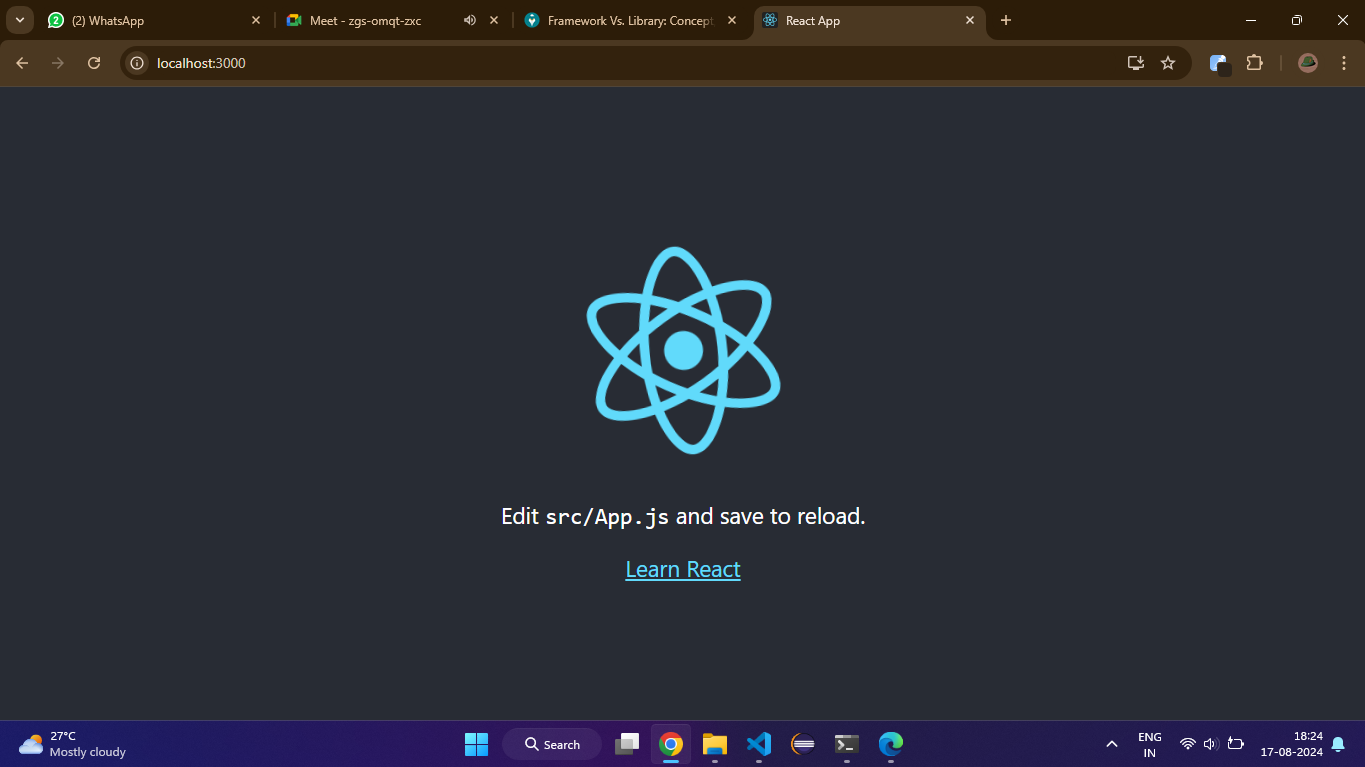 2
(2) WhatsApp
Meet - zgs-omqt-zxc
Framework Vs. Library: Concept
React App
localhost:3000
Edit src/App.js and save to reload.
Learn React
27°C
Mostly cloudy
Search
ENG
IN
18:24
17-08-2024